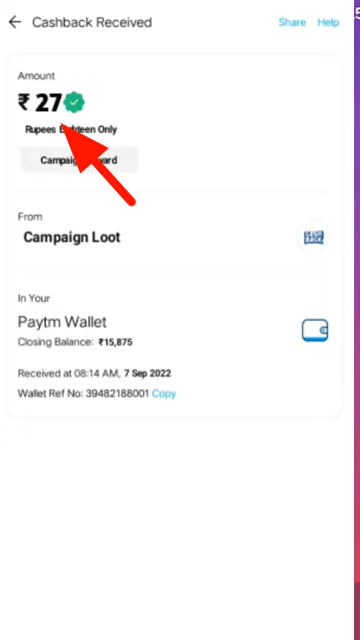 Cashback Received
Share Help
Amount
₹ 27
Rupees Only
From
Campaign Loot
In Your
Paytm Wallet
Closing Balance: ₹15,875
Received at 08:14 AM, 7 Sep 2022
Wallet Ref No: 39482188001 Copy